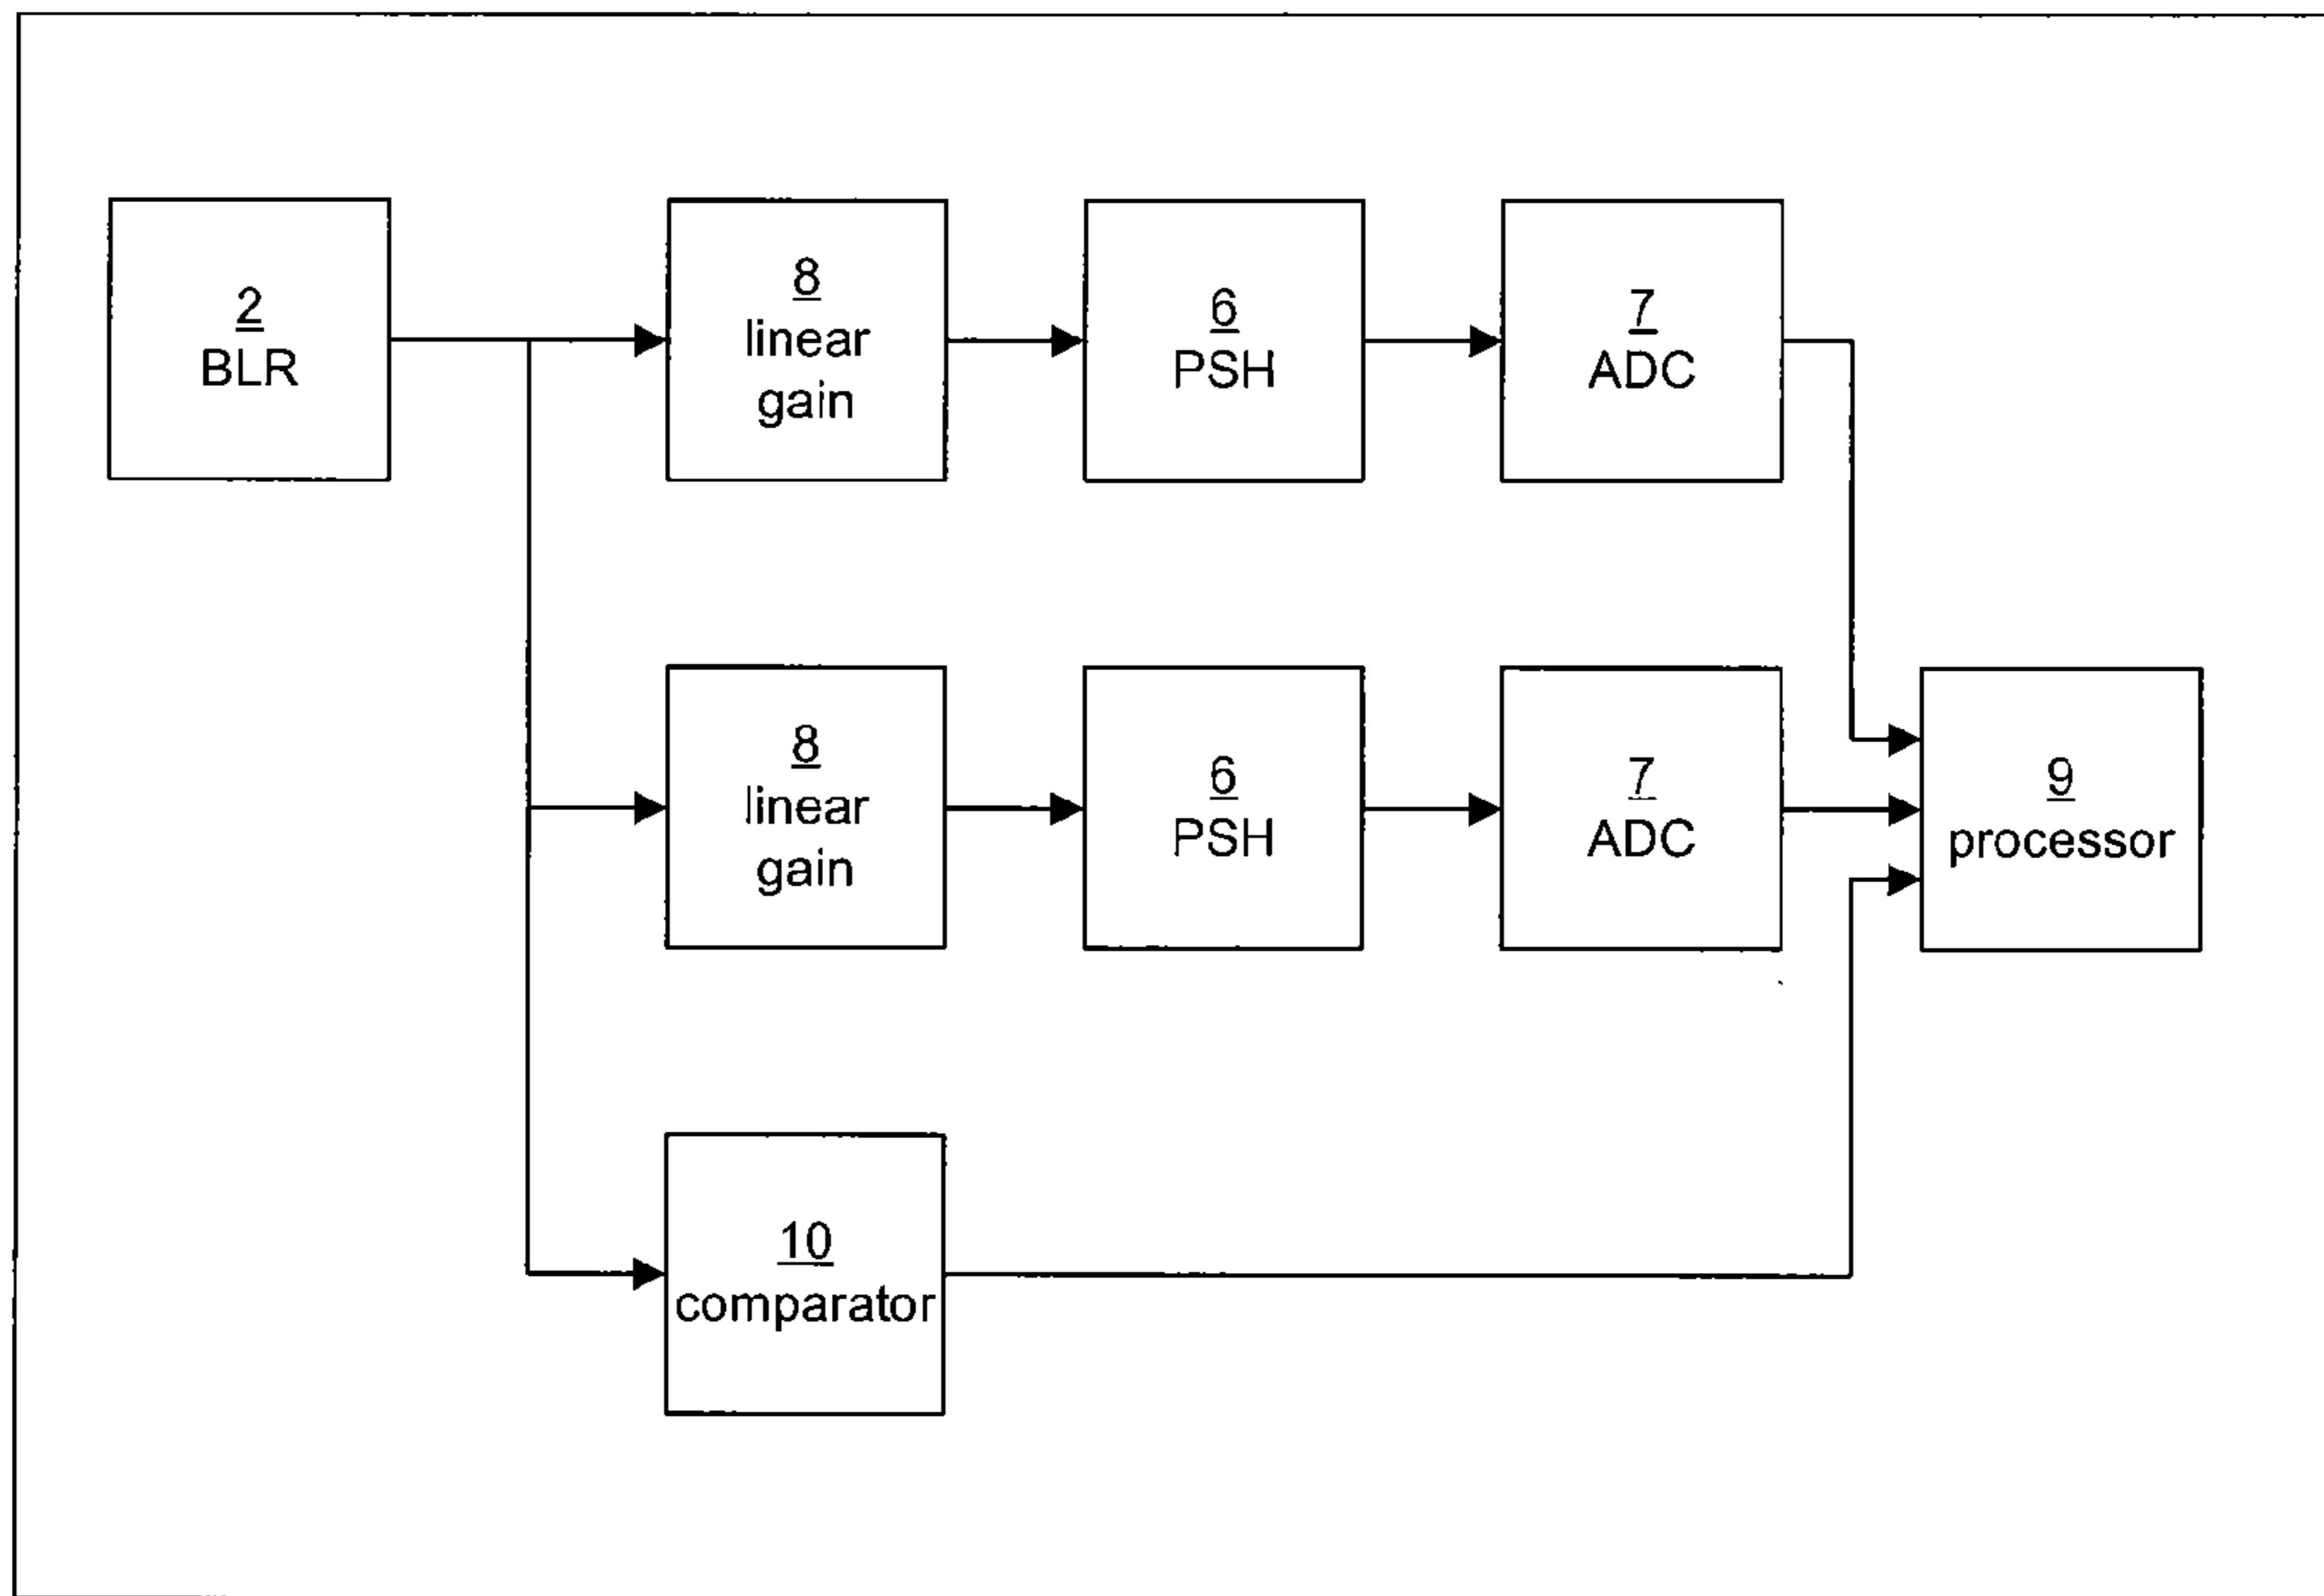 2
BLR
8
linear
gain
6
PSH
7
ADC
8
linear
gain
6
PSH
7
ADC
9
processor
10
comparator